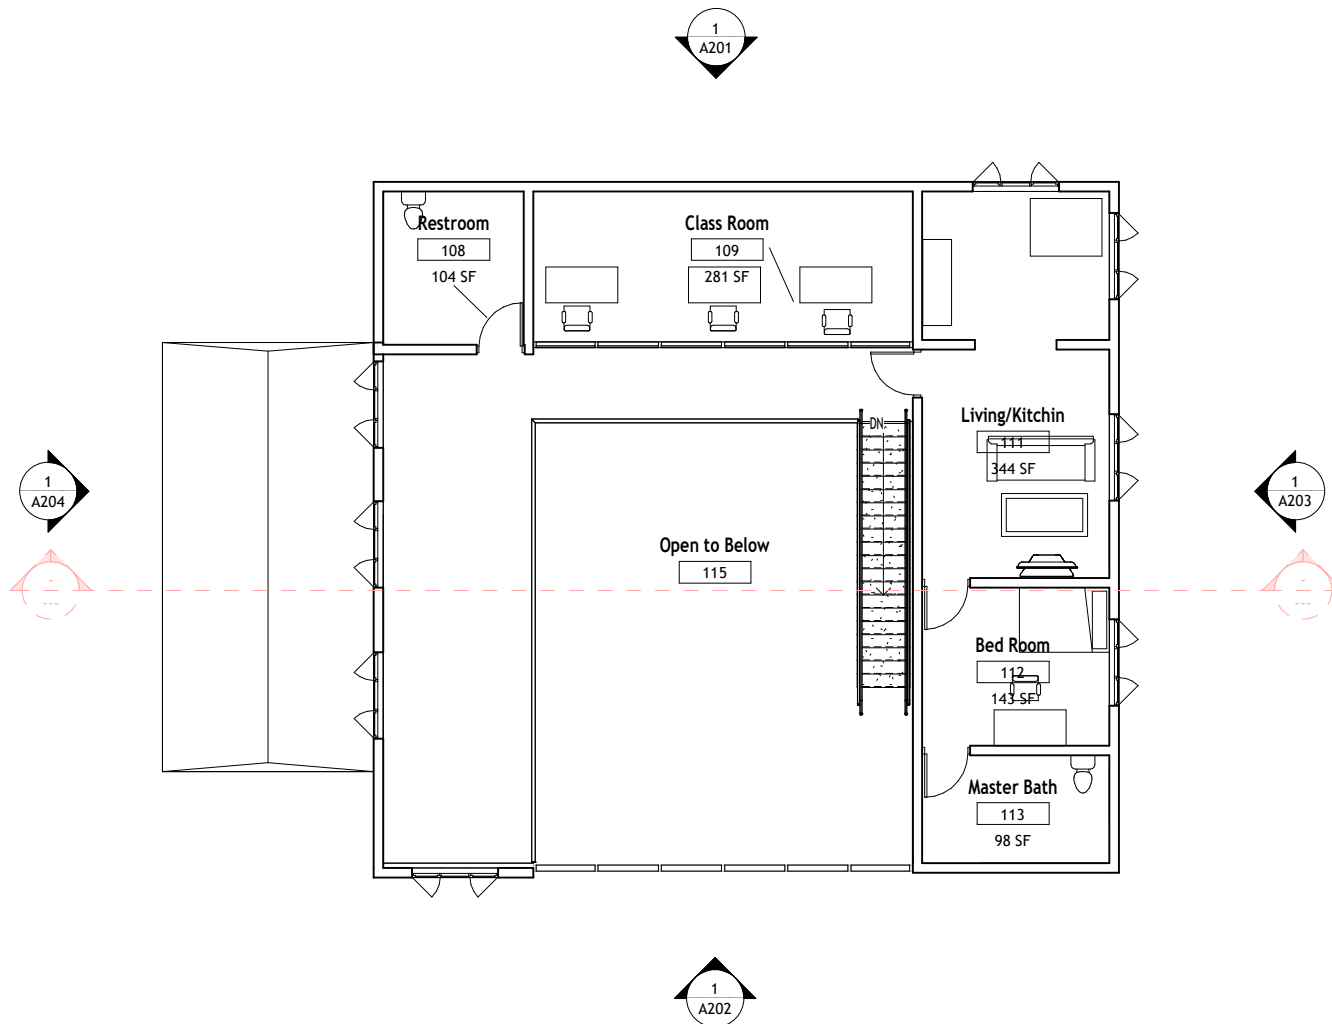 1
A201
Restroom
108
104 SF
Class Room
109
281 SF
Living/Kitchin
111
344 SF
DN
1
A204
1
A203
Open to Below
115
-
---
-
---
Bed Room
112
143 SF
Master Bath
113
98 SF
1
A202